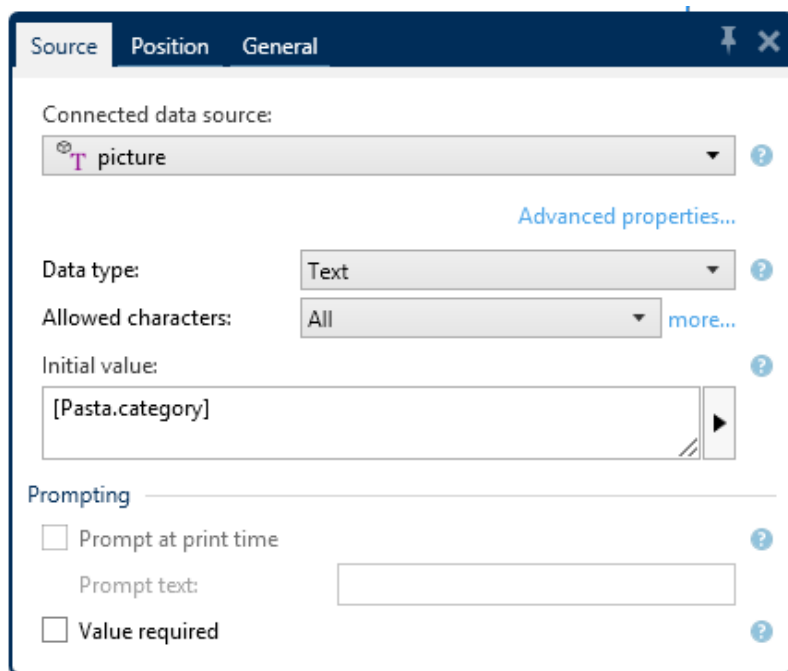 Source Position General
Connected data source:
T picture
Advanced properties...
Data type: Text
Allowed characters: All more...
Initial value:
[Pasta.category]
Prompting
Prompt at print time
Prompt text:
Value required